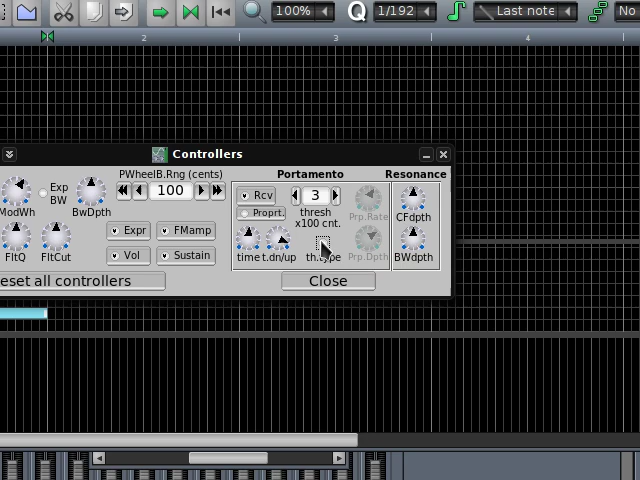 100% Q 1/192 Last note No
2 3 4
Controllers
PWheelB.Rng (cents) Portamento Resonance
Exp
BW
100
Rcv 3
Proprt. thresh
x100 cnt.
ModWh BwDpth Prp.Rate CFdpth
Expr FMamp
Vol Sustain
FltQ FltCut time t.dn/up Prp.Dpth BWdpth
eset all controllers Close